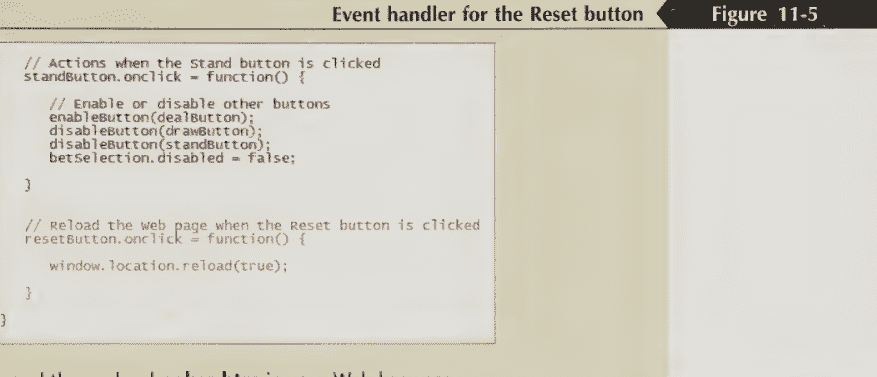 Event handler for the Reset button
Figure 11-5
// Actions when the Stand button is clicked
standButton.onclick = function() {
// Enable or disable other buttons
enableButton(dealButton);
disableButton(drawButton);
disableButton(standButton);
betSelection.disabled = false;
}
// Reload the web page when the Reset button is clicked
resetButton.onclick = function() {
window.location.reload(true);
}
}